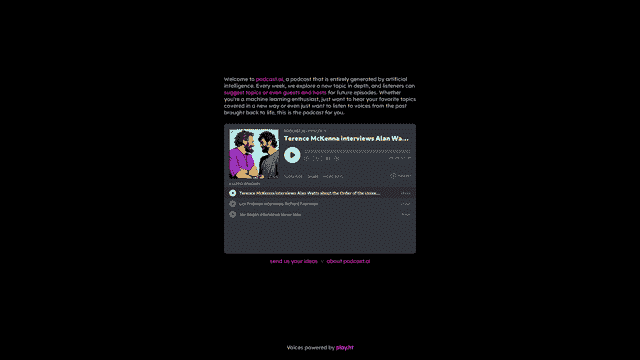 Welcome to podcast.ai, a podcast that is entirely generated by artificial
intelligence. Every week, we explore a new topic in depth, and listeners can
suggest topics or even guests and hosts for future episodes. Whether
you're a machine learning enthusiast, just want to hear your favorite topics
covered in a new way or even just want to listen to voices from the past
brought back to life, this is the podcast for you.
Terence McKenna interviews Alan Wa...
Terence McKenna interviews Alan Watts about the Order of the
send us your ideas
about podcast.ai
Voices powered by play.ht